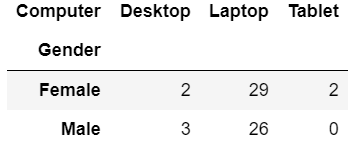 Computer Desktop Laptop Tablet
Gender
Female 2 29 2
Male 3 26 0